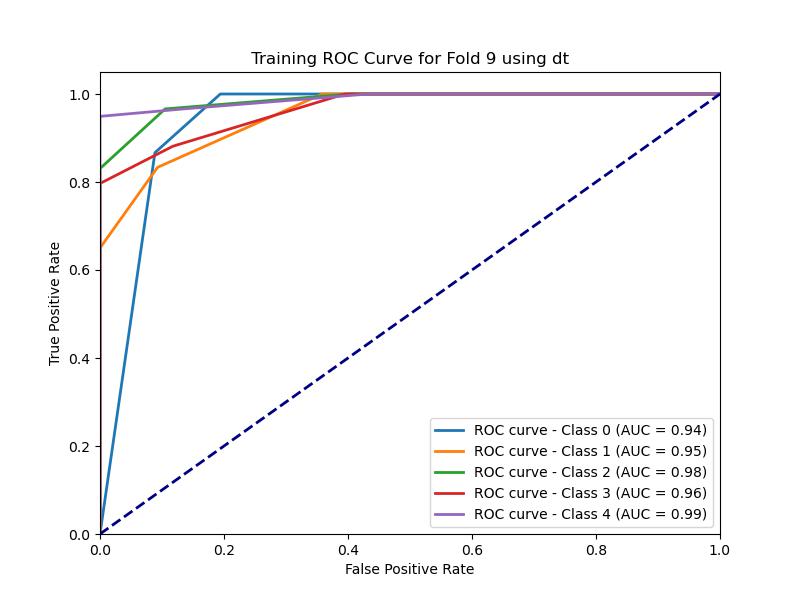 Training ROC Curve for Fold 9 using dt
True Positive Rate
1.0
0.8
0.6
0.4
0.2
0.0
ROC curve - Class 0 (AUC = 0.94)
ROC curve - Class 1 (AUC = 0.95)
ROC curve - Class 2 (AUC = 0.98)
ROC curve - Class 3 (AUC = 0.96)
ROC curve - Class 4 (AUC = 0.99)
0.0 0.2 0.4 0.6 0.8 1.0
False Positive Rate